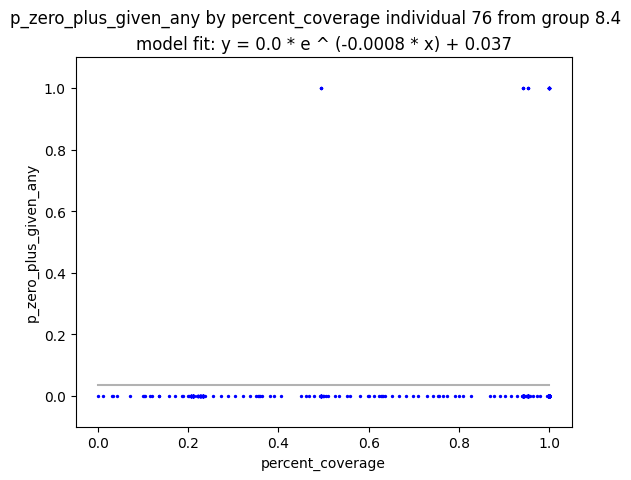 p_zero_plus_given_any by percent_coverage individual 76 from group 8.4
model fit: y = 0.0 * e ^ (-0.0008 * x) + 0.037
p_zero_plus_given_any
1.0
0.8
0.6
0.4
0.2
0.0
0.0 0.2 0.4 0.6 0.8 1.0
percent_coverage